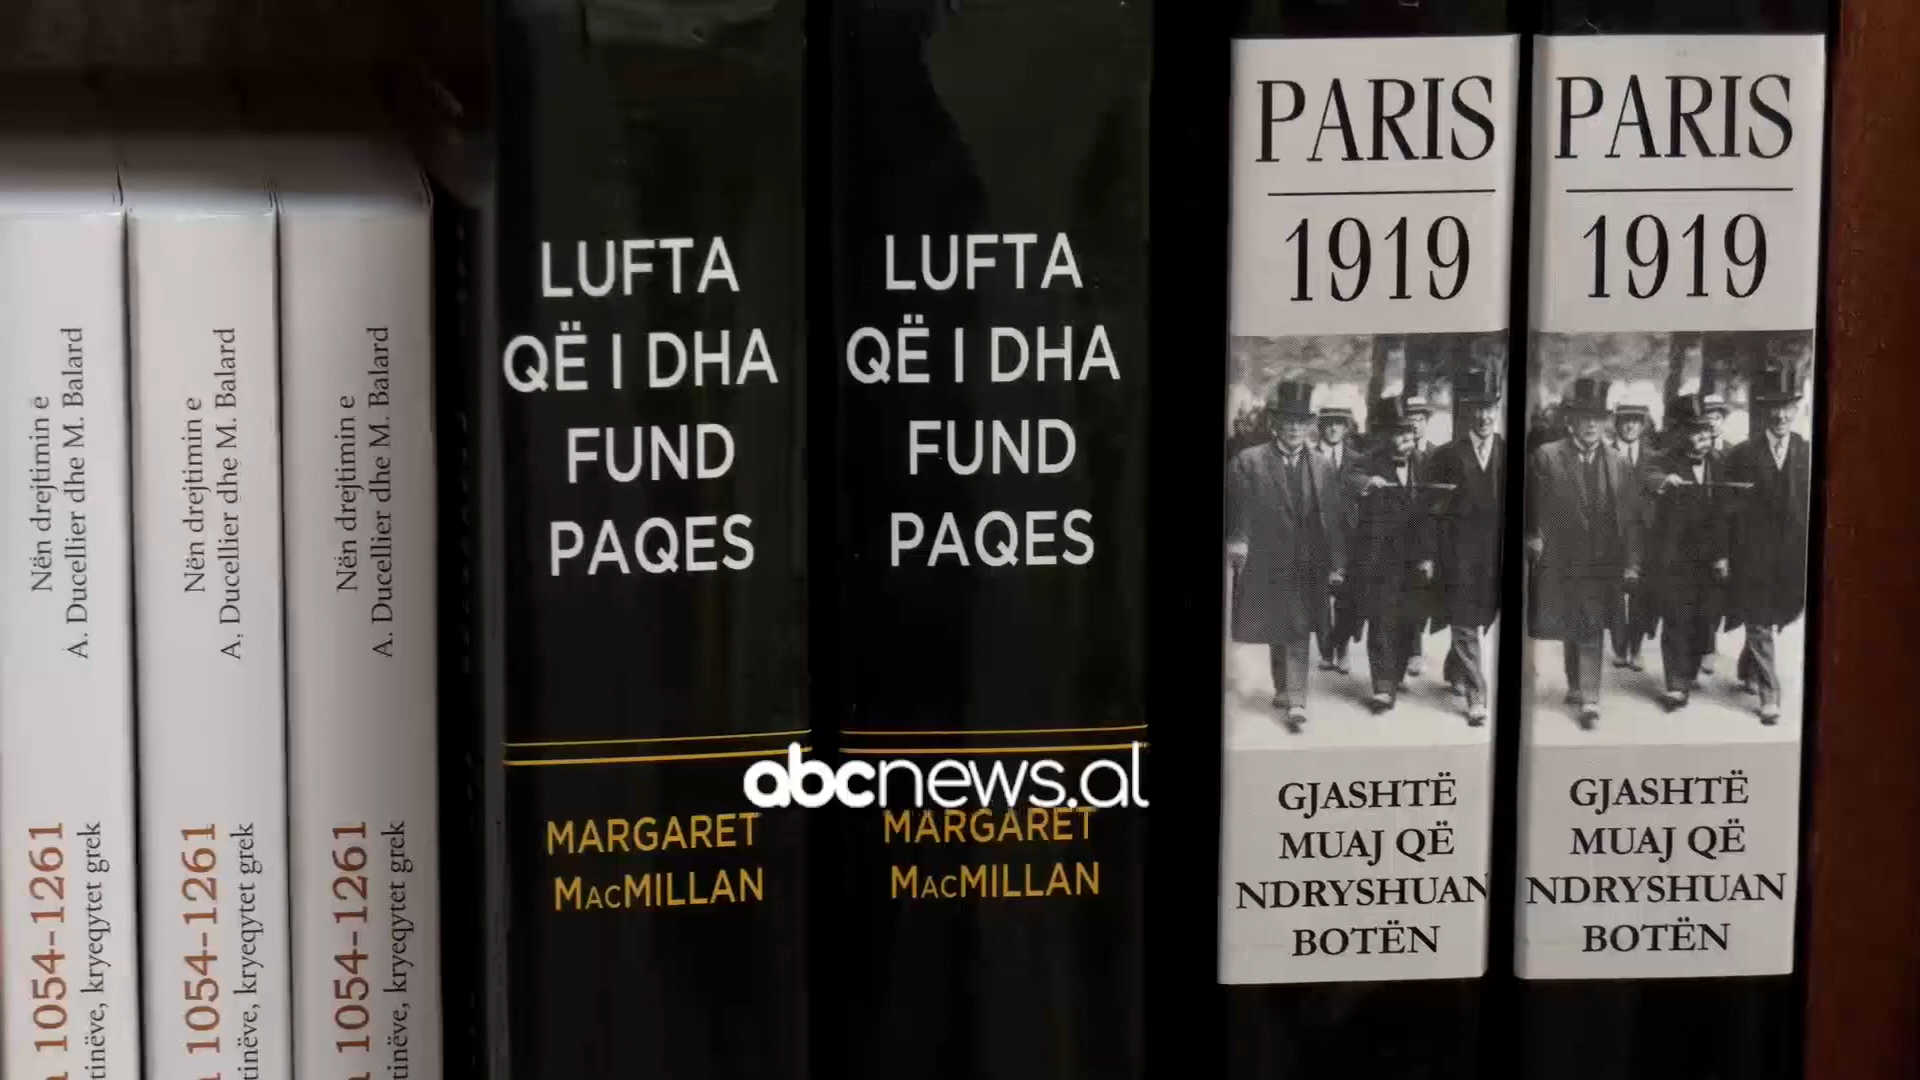 Nën drejtimin e
A. Ducellier dhe M. Balard
1054-1261
kryeqytet grek
Nën drejtimin e
A. Ducellier dhe M. Balard
1054-1261
kryeqytet grek
Nën drejtimin e
A. Ducellier dhe M. Balard
1054-1261
kryeqytet grek
LUFTA
QË I DHA
FUND
PAQES
MARGARET
MACMILLAN
LUFTA
QË I DHA
FUND
PAQES
MARGARET
MACMILLAN
abcnews.al
PARIS
1919
GJASHTË
MUAJ QË
NDRYSHUAN
BOTËN
PARIS
1919
GJASHTË
MUAJ QË
NDRYSHUAN
BOTËN